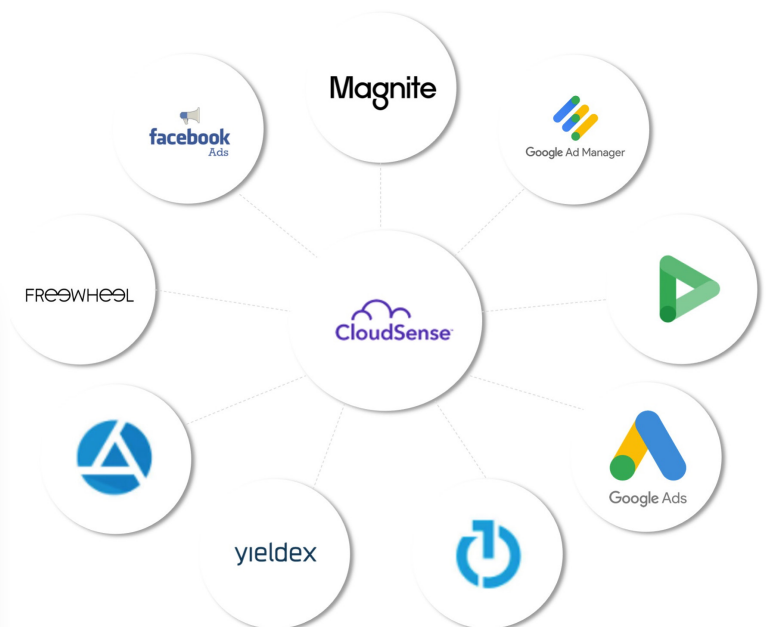 Magnite
facebook
Ads
Google Ad Manager
FREEWHEEL
CloudSense
Google Ads
yieldex